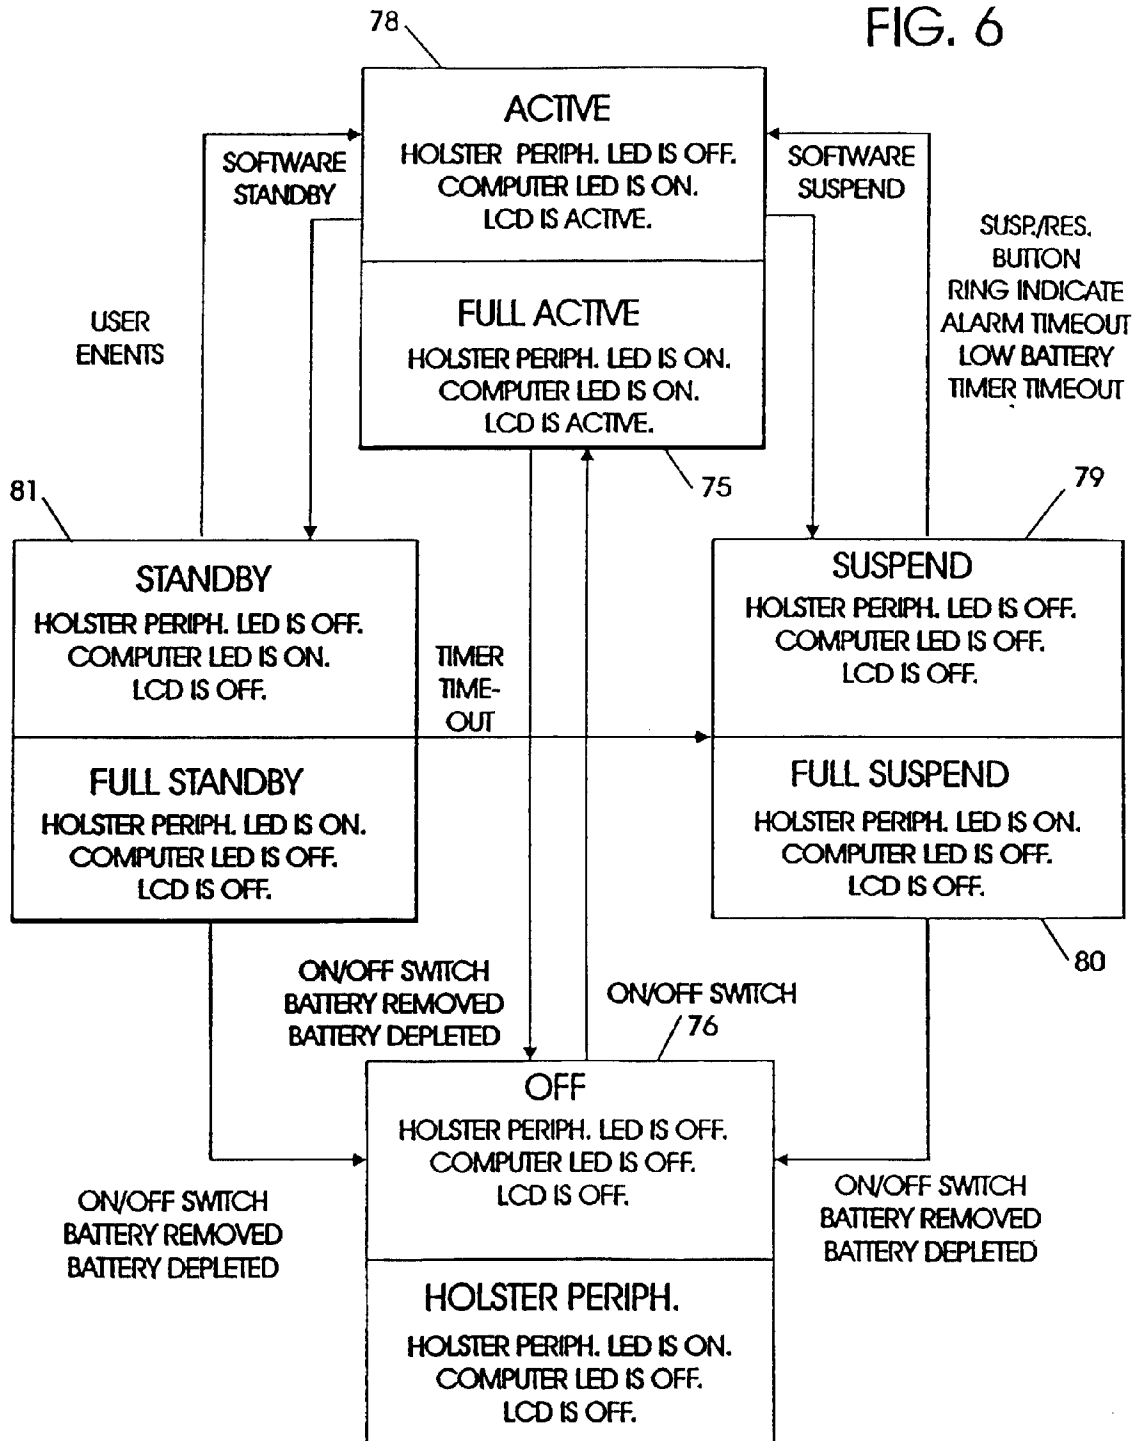 FIG. 6
78
ACTIVE
HOLSTER PERIPH. LED IS OFF.
COMPUTER LED IS ON.
LCD IS ACTIVE.
SOFTWARE
STANDBY
SOFTWARE
SUSPEND
FULL ACTIVE
HOLSTER PERIPH. LED IS ON.
COMPUTER LED IS ON.
LCD IS ACTIVE.
75
USER
ENENTS
SUSP./RES.
BUTTON
RING INDICATE
ALARM TIMEOUT
LOW BATTERY
TIMER TIMEOUT
81
STANDBY
HOLSTER PERIPH. LED IS OFF.
COMPUTER LED IS ON.
LCD IS OFF.
FULL STANDBY
HOLSTER PERIPH. LED IS ON.
COMPUTER LED IS OFF.
LCD IS OFF.
TIMER
TIME-
OUT
79
SUSPEND
HOLSTER PERIPH. LED IS OFF.
COMPUTER LED IS OFF.
LCD IS OFF.
FULL SUSPEND
HOLSTER PERIPH. LED IS ON.
COMPUTER LED IS OFF.
LCD IS OFF.
80
ON/OFF SWITCH
BATTERY REMOVED
BATTERY DEPLETED
ON/OFF SWITCH
76
OFF
HOLSTER PERIPH. LED IS OFF.
COMPUTER LED IS OFF.
LCD IS OFF.
ON/OFF SWITCH
BATTERY REMOVED
BATTERY DEPLETED
ON/OFF SWITCH
BATTERY REMOVED
BATTERY DEPLETED
HOLSTER PERIPH.
HOLSTER PERIPH. LED IS ON.
COMPUTER LED IS OFF.
LCD IS OFF.